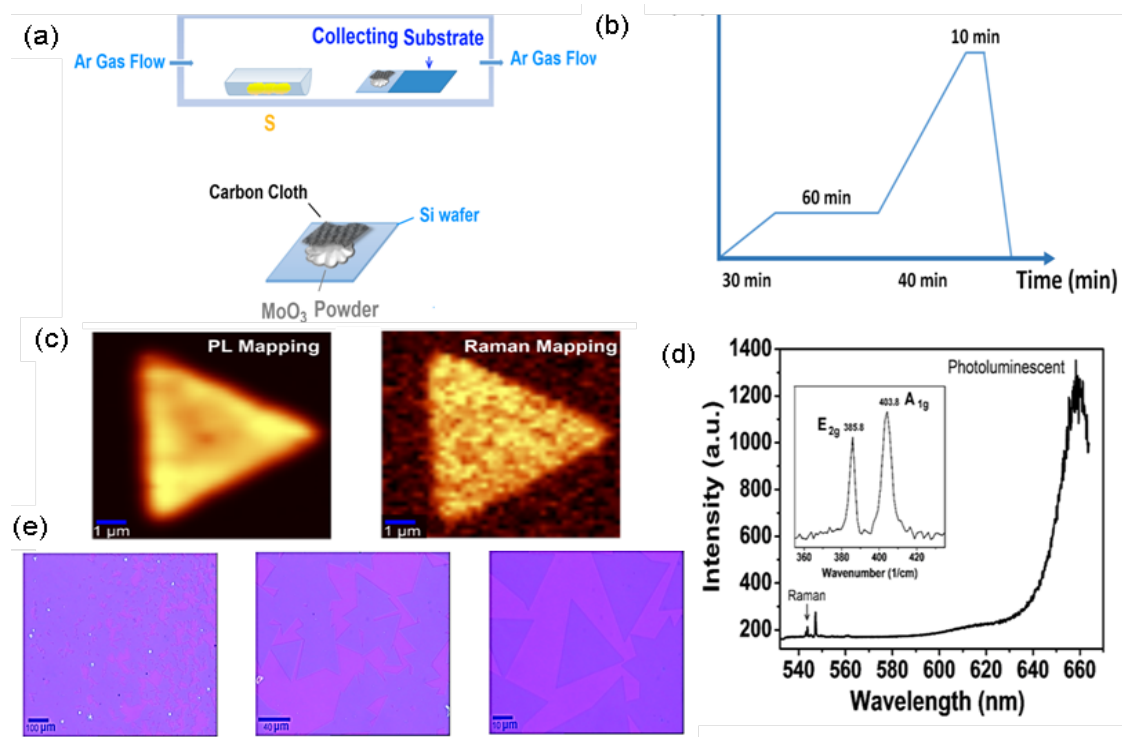 (a)
Collecting Substrate
Ar Gas Flow
Ar Gas Flov
S
Carbon Cloth
Si wafer
MoO₃ Powder
(b)
10 min
60 min
30 min
40 min
Time (min)
(c)
PL Mapping
1 μm
Raman Mapping
1 μm
(d)
Intensity (a.u.)
1400
1200
1000
800
600
400
200
Photoluminescent
E2g 385.8
403.8 A1g
360 380 400 420
Wavenumber (1/cm)
Raman
540 560 580 600 620 640 660
Wavelength (nm)
(e)
100 μm
40 μm
10 μm